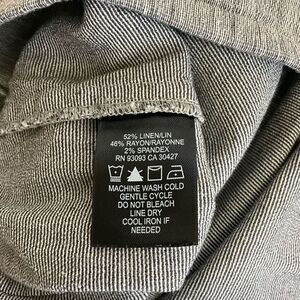 52% LINEN/LIN
46% RAYON/RAYONNE
2% SPANDEX
RN 93093 CA 30427
MACHINE WASH COLD
GENTLE CYCLE
DO NOT BLEACH
LINE DRY
COOL IRON IF
NEEDED